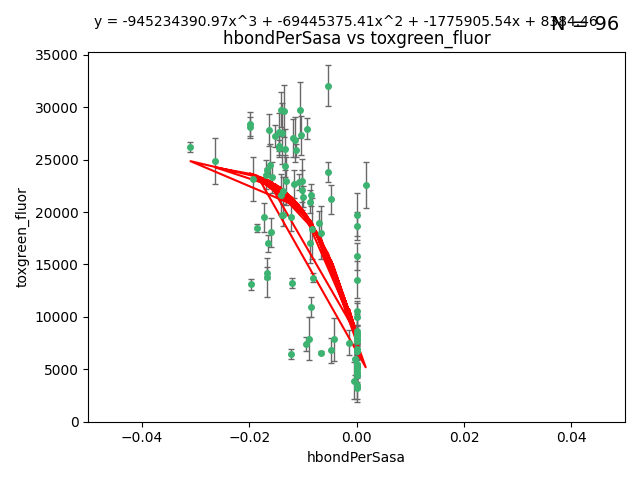 y = -945234390.97x^3 + -69445375.41x^2 + -1775905.54x + 8384.46
N = 96
hbondPerSasa vs toxgreen_fluor
35000
30000
25000
20000
15000
10000
5000
0
toxgreen_fluor
−0.04
−0.02
0.00
0.02
0.04
hbondPerSasa